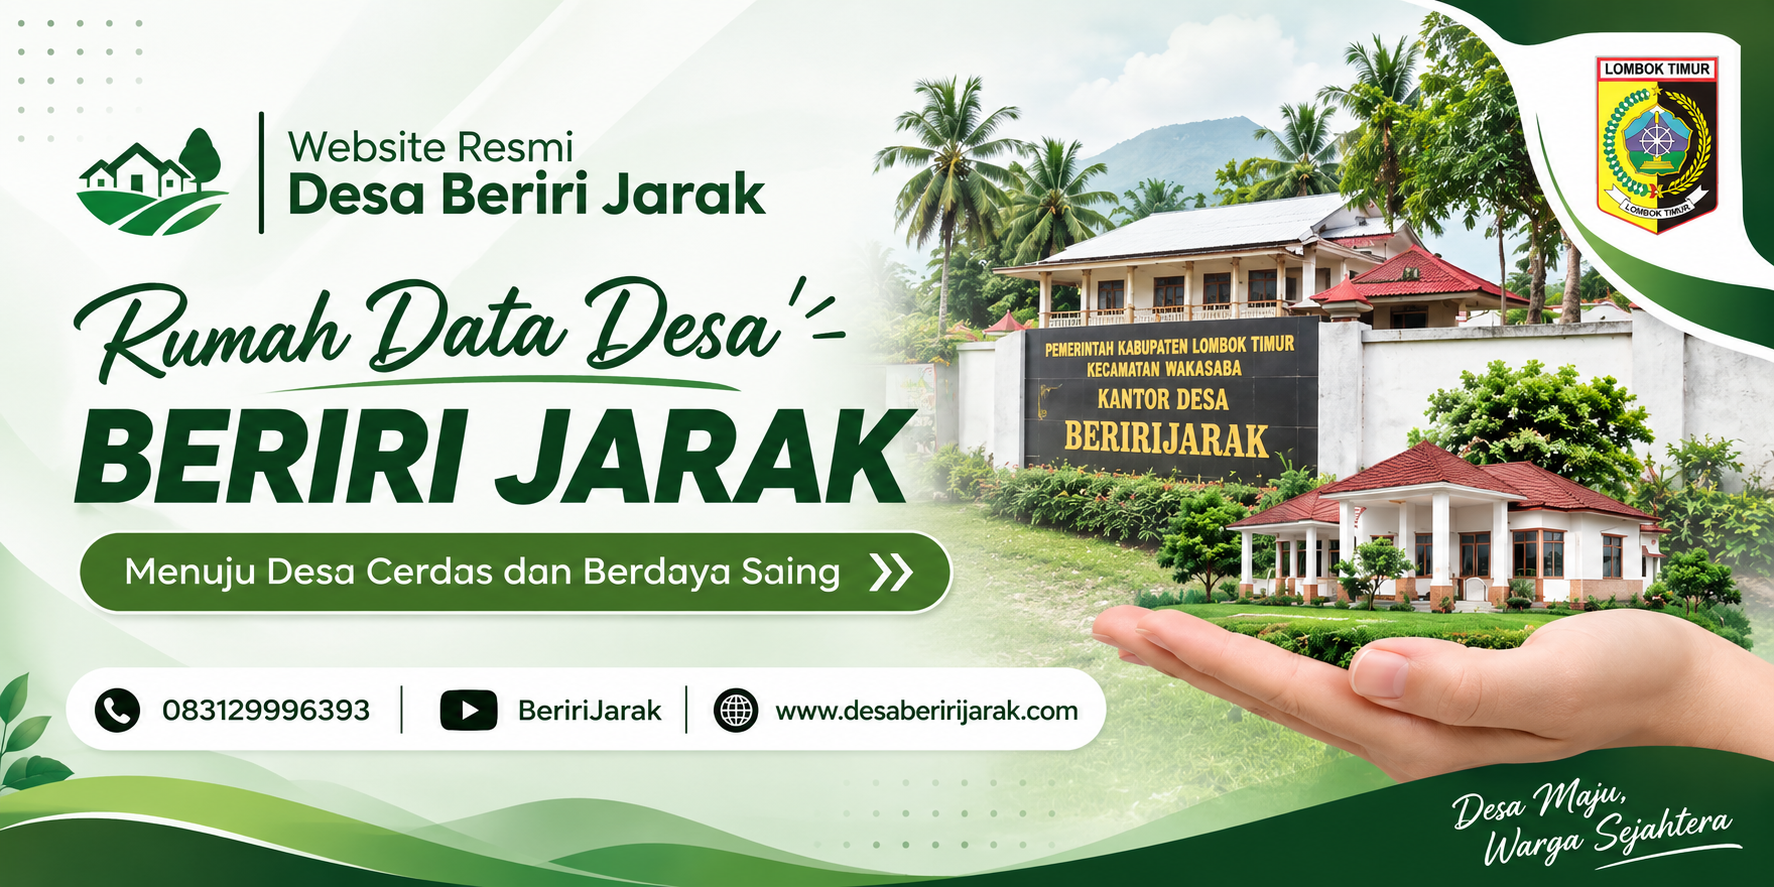 Website Resmi
Desa Beriri Jarak
Rumah Data Desa
BERIRI JARAK
Menuju Desa Cerdas dan Berdaya Saing
083129996393
BeririJarak
www.desaberirijarak.com
LOMBOK TIMUR
LOMBOK TIMUR
PEMERINTAH KABUPATEN LOMBOK TIMUR
KECAMATAN WAKASABA
KANTOR DESA
BERIRIJARAK
Desa Maju,
Warga Sejahtera